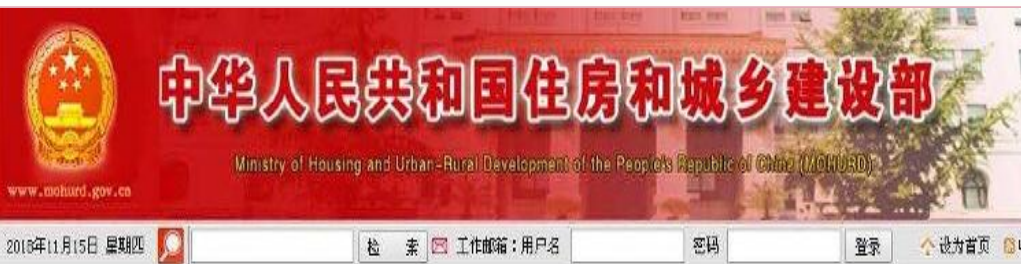 中华人民共和国住房和城乡建设部
Ministry of Housing and Urban-Rural Development of the People's Republic of China (MOHURD)
www.mohurd.gov.cn
2018年11月15日 星期四 检 索 工作邮箱：用户名 密码 登录 设为首页